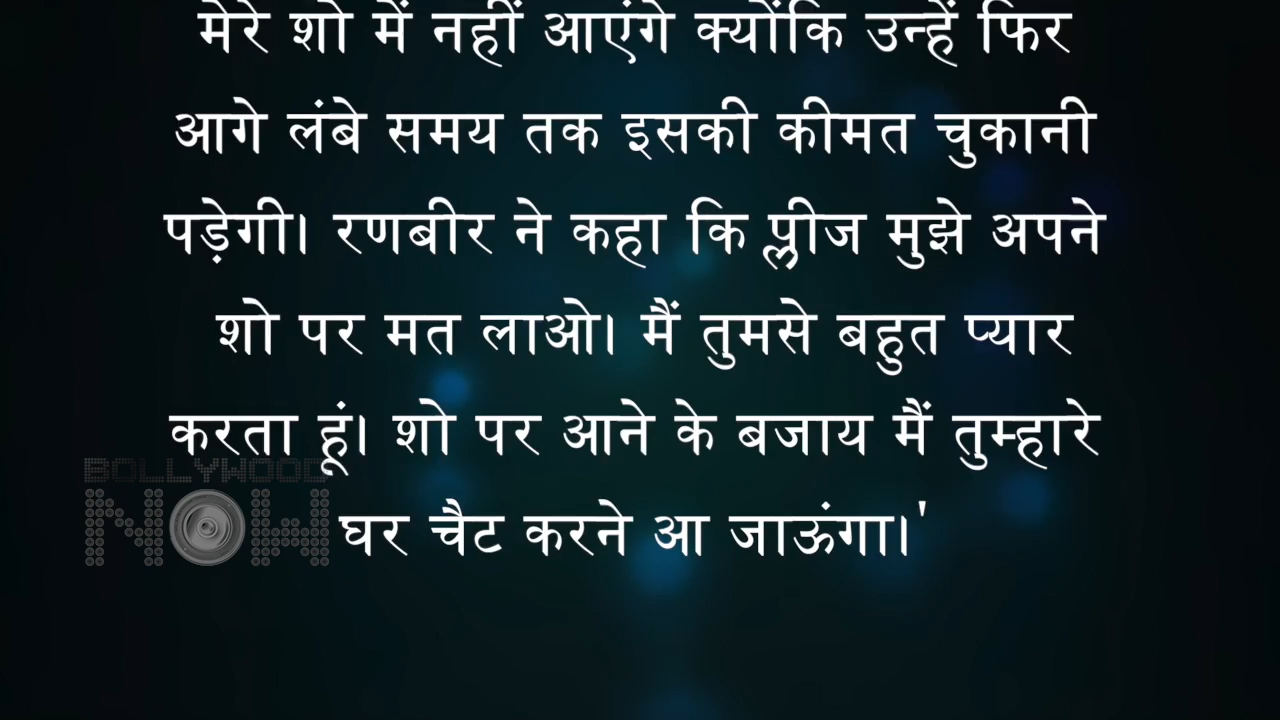 मेरे शो में नहीं आएंगे क्योंकि उन्हें फिर
आगे लंबे समय तक इसकी कीमत चुकानी
पड़ेगी। रणबीर ने कहा कि प्लीज मुझे अपने
शो पर मत लाओ। मैं तुमसे बहुत प्यार
करता हूं। शो पर आने के बजाय मैं तुम्हारे
घर चैट करने आ जाऊंगा।'
BOLLYWOOD
NOW